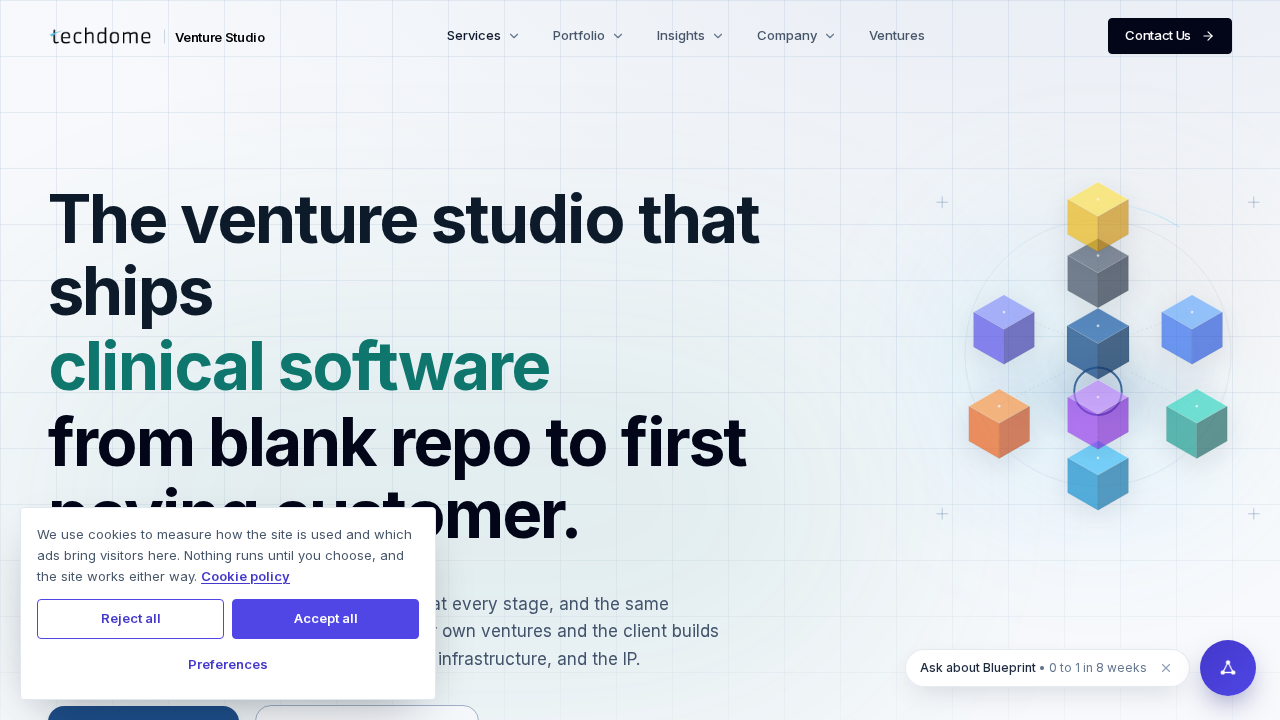 techdome Venture Studio
Services
Portfolio
Insights
Company
Ventures
Contact Us
The venture studio that
ships
clinical software
from blank repo to first
paying customer.
at every stage, and the same
own ventures and the client builds
infrastructure, and the IP.
We use cookies to measure how the site is used and which
ads bring visitors here. Nothing runs until you choose, and
the site works either way. Cookie policy
Reject all
Accept all
Preferences
Ask about Blueprint • 0 to 1 in 8 weeks